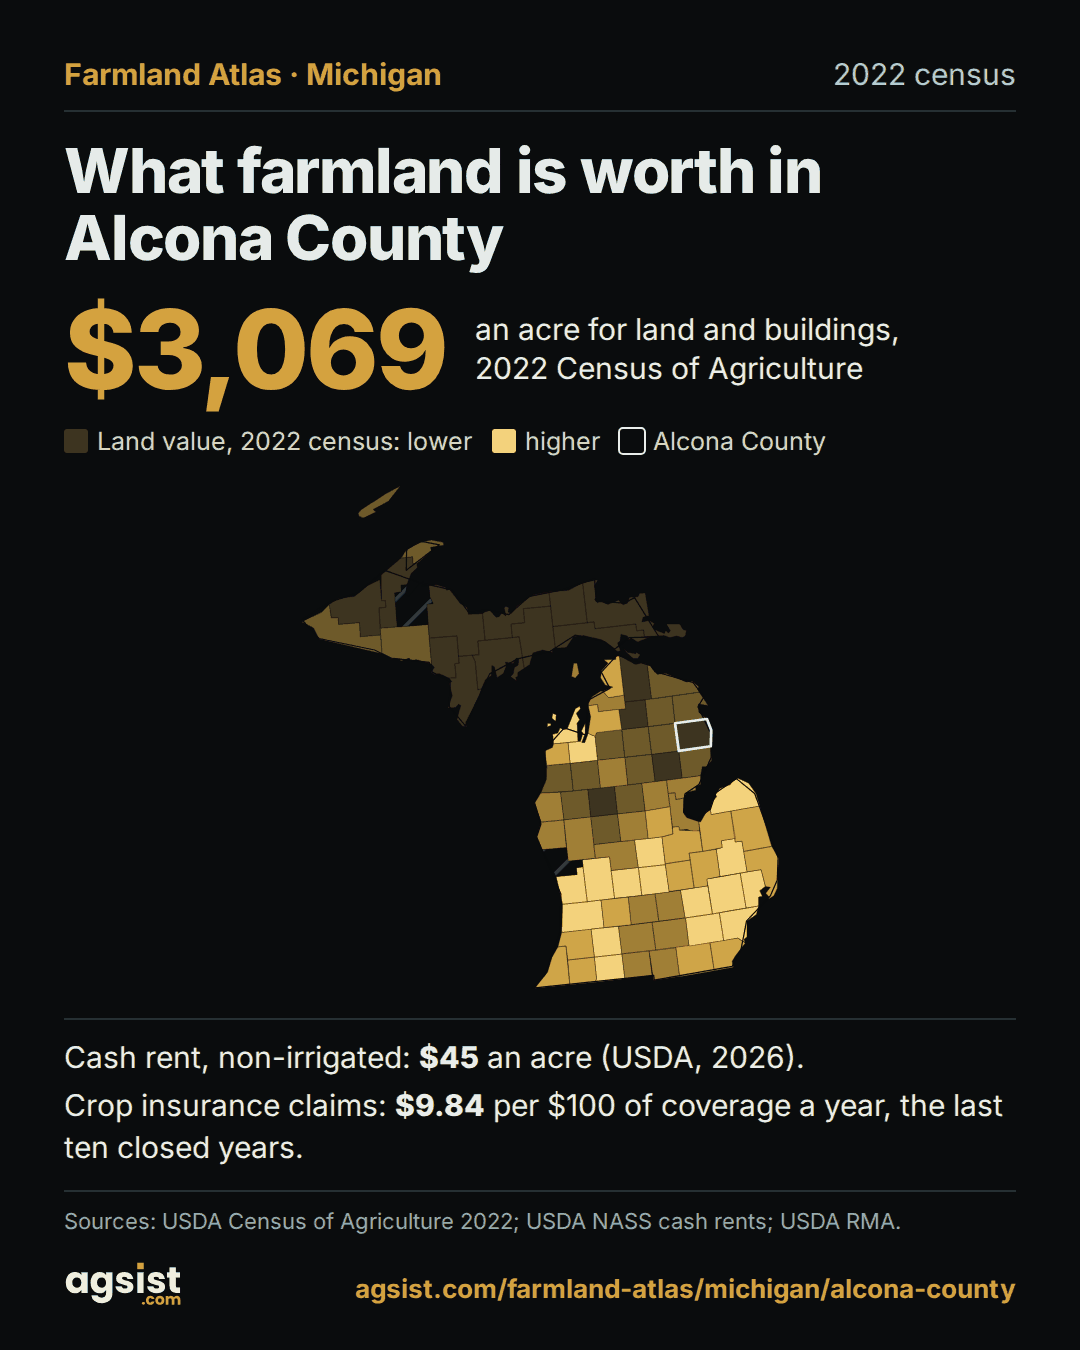 Farmland Atlas · Michigan
2022 census
What farmland is worth in
Alcona County
$3,069
an acre for land and buildings,
2022 Census of Agriculture
Land value, 2022 census: lower
higher
Alcona County
Cash rent, non-irrigated: $45 an acre (USDA, 2026).
Crop insurance claims: $9.84 per $100 of coverage a year, the last
ten closed years.
Sources: USDA Census of Agriculture 2022; USDA NASS cash rents; USDA RMA.
agsist
.com
agsist.com/farmland-atlas/michigan/alcona-county